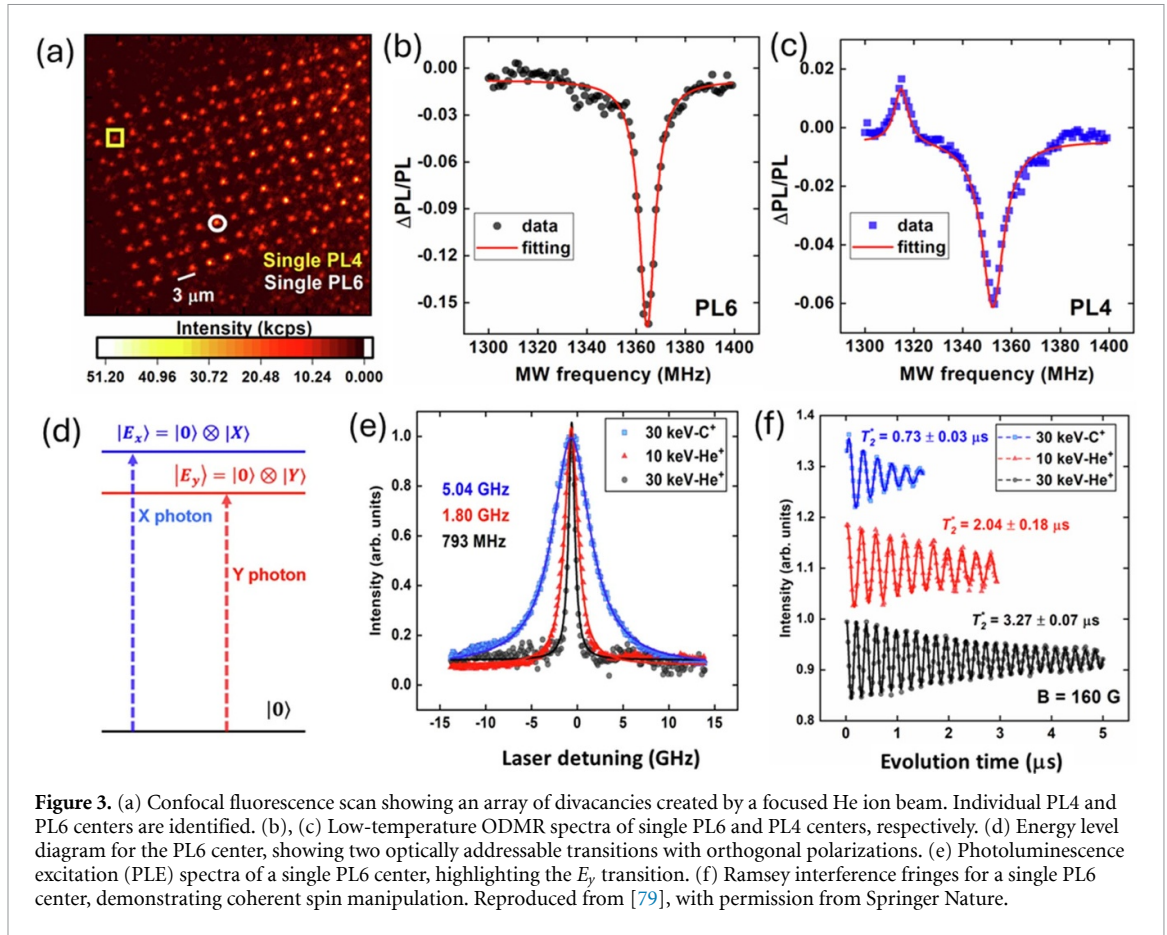 (a)
Single PL4
Single PL6
3 μm
Intensity (kcps)
51.20 40.96 30.72 20.48 10.24 0.000
(b)
0.00
-0.03
-0.06
-0.09
-0.12
-0.15
ΔPL/PL
data
fitting
PL6
1300 1320 1340 1360 1380 1400
MW frequency (MHz)
(c)
0.02
0.00
-0.02
-0.04
-0.06
ΔPL/PL
data
fitting
PL4
1300 1320 1340 1360 1380 1400
MW frequency (MHz)
(d)
|Eₓ⟩ = |0⟩ ⊗ |X⟩
|E_y⟩ = |0⟩ ⊗ |Y⟩
X photon
Y photon
|0⟩
(e)
1.0
0.8
0.6
0.4
0.2
0.0
Intensity (arb. units)
30 keV-C⁺
10 keV-He⁺
30 keV-He⁺
5.04 GHz
1.80 GHz
793 MHz
-15 -10 -5 0 5 10 15
Laser detuning (GHz)
(f)
1.4
1.3
1.2
1.1
1.0
0.9
0.8
Intensity (arb. units)
T₂* = 0.73 ± 0.03 μs
30 keV-C⁺
10 keV-He⁺
30 keV-He⁺
T₂* = 2.04 ± 0.18 μs
T₂* = 3.27 ± 0.07 μs
B = 160 G
0 1 2 3 4 5
Evolution time (μs)
Figure 3. (a) Confocal fluorescence scan showing an array of divacancies created by a focused He ion beam. Individual PL4 and
PL6 centers are identified. (b), (c) Low-temperature ODMR spectra of single PL6 and PL4 centers, respectively. (d) Energy level
diagram for the PL6 center, showing two optically addressable transitions with orthogonal polarizations. (e) Photoluminescence
excitation (PLE) spectra of a single PL6 center, highlighting the E_y transition. (f) Ramsey interference fringes for a single PL6
center, demonstrating coherent spin manipulation. Reproduced from [79], with permission from Springer Nature.